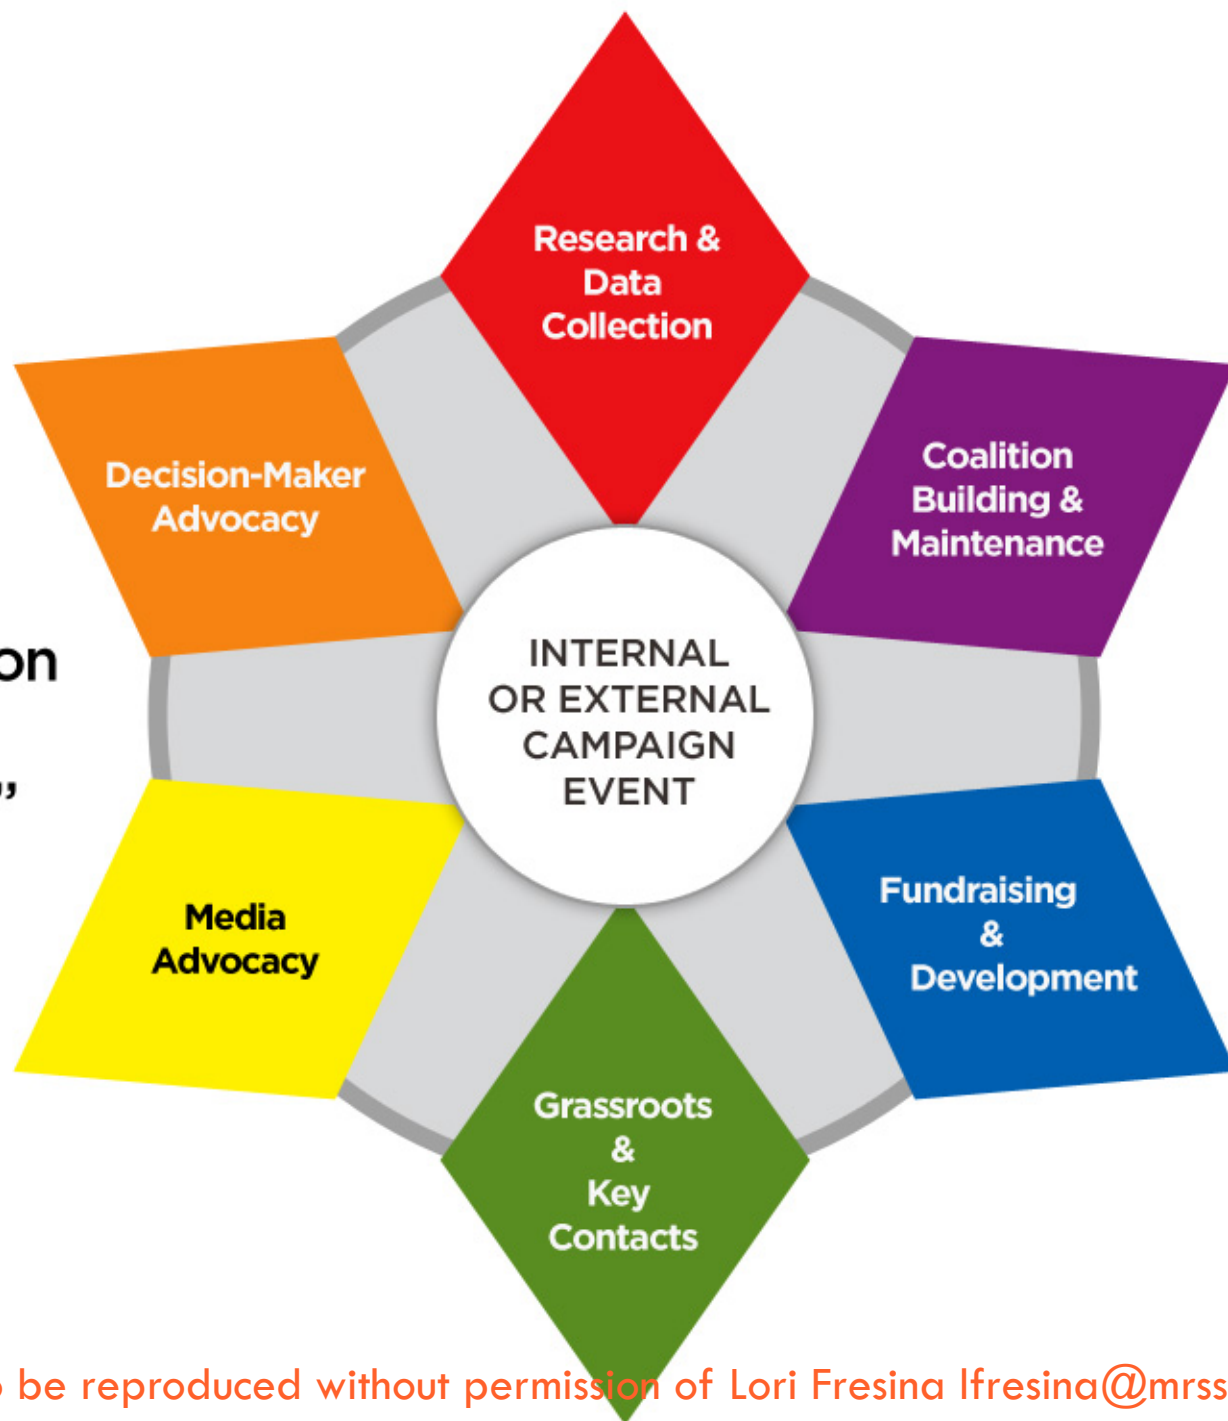 Research &
Data
Collection
Decision-Maker
Advocacy
Coalition
Building &
Maintenance
on
”
INTERNAL
OR EXTERNAL
CAMPAIGN
EVENT
Media
Advocacy
Fundraising
&
Development
Grassroots
&
Key
Contacts
be reproduced without permission of Lori Fresina lfresina@mrss